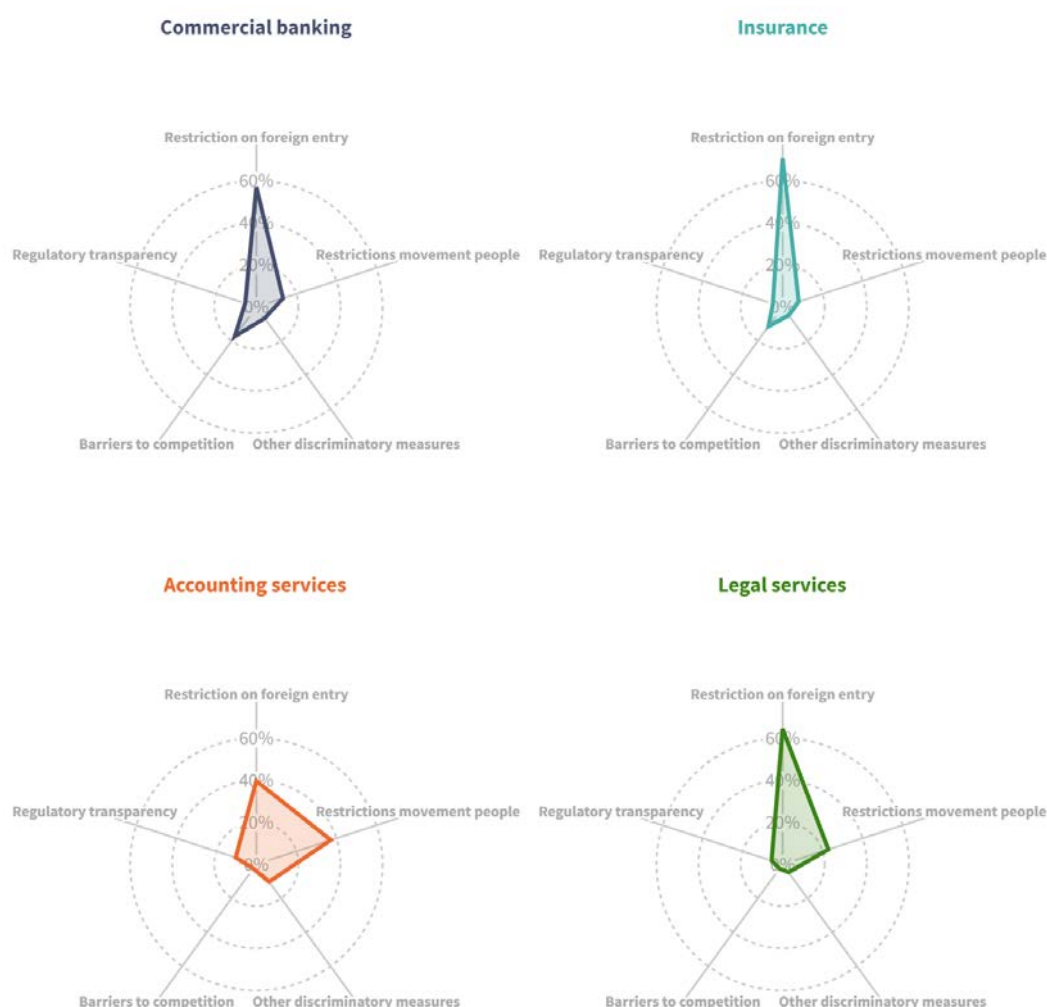 Commercial banking
Restriction on foreign entry
60%
40%
Regulatory transparency
Restrictions movement people
20%
0%
Barriers to competition
Other discriminatory measures
Insurance
Restriction on foreign entry
60%
40%
Regulatory transparency
Restrictions movement people
20%
0%
Barriers to competition
Other discriminatory measures
Accounting services
Restriction on foreign entry
60%
40%
Regulatory transparency
Restrictions movement people
20%
0%
Barriers to competition
Other discriminatory measures
Legal services
Restriction on foreign entry
60%
40%
Regulatory transparency
Restrictions movement people
20%
0%
Barriers to competition
Other discriminatory measures